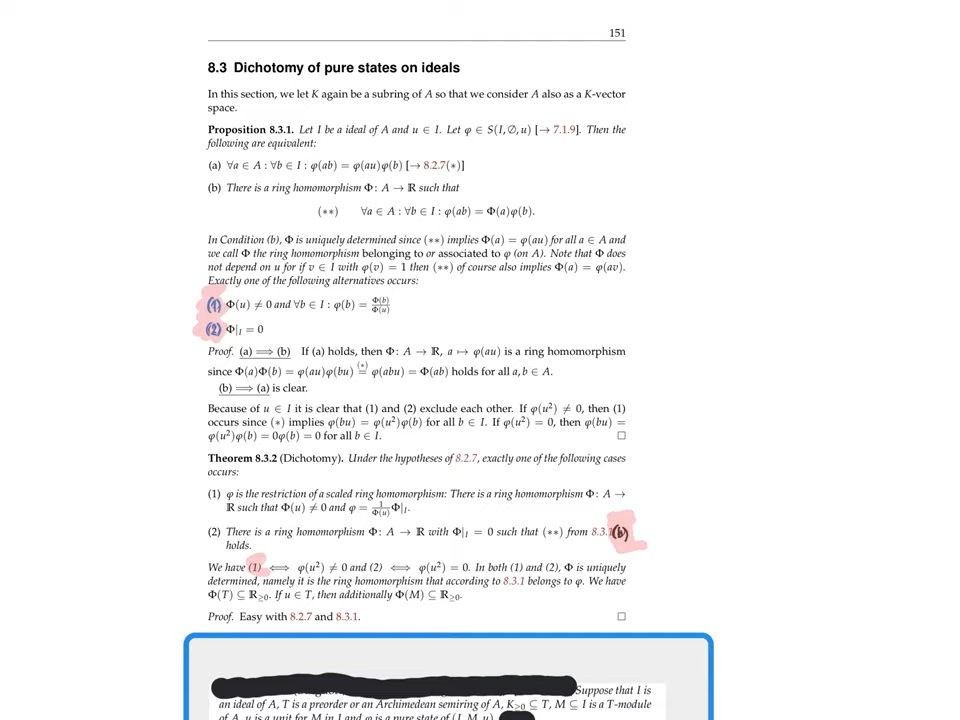 151
8.3 Dichotomy of pure states on ideals
In this section, we let K again be a subring of A so that we consider A also as a K-vector
space.
Proposition 8.3.1. Let I be a ideal of A and u ∈ I. Let φ ∈ S(I, ∅, u) [→ 7.1.9]. Then the
following are equivalent:
(a) ∀a ∈ A : ∀b ∈ I : φ(ab) = φ(au)φ(b) [→ 8.2.7(∗)]
(b) There is a ring homomorphism Φ: A → ℝ such that
(∗∗) ∀a ∈ A : ∀b ∈ I : φ(ab) = Φ(a)φ(b).
In Condition (b), Φ is uniquely determined since (∗∗) implies Φ(a) = φ(au) for all a ∈ A and
we call Φ the ring homomorphism belonging to or associated to φ (on A). Note that Φ does
not depend on u for if v ∈ I with φ(v) = 1 then (∗∗) of course also implies Φ(a) = φ(av).
Exactly one of the following alternatives occurs:
(1) Φ(u) ≠ 0 and ∀b ∈ I : φ(b) = Φ(b)/Φ(u)
(2) Φ|I = 0
Proof. (a) ⟹ (b) If (a) holds, then Φ: A → ℝ, a ↦ φ(au) is a ring homomorphism
since Φ(a)Φ(b) = φ(au)φ(bu) (∗)= φ(abu) = Φ(ab) holds for all a, b ∈ A.
(b) ⟹ (a) is clear.
Because of u ∈ I it is clear that (1) and (2) exclude each other. If φ(u²) ≠ 0, then (1)
occurs since (∗) implies φ(bu) = φ(u²)φ(b) for all b ∈ I. If φ(u²) = 0, then φ(bu) =
φ(u²)φ(b) = 0φ(b) = 0 for all b ∈ I. □
Theorem 8.3.2 (Dichotomy). Under the hypotheses of 8.2.7, exactly one of the following cases
occurs:
(1) φ is the restriction of a scaled ring homomorphism: There is a ring homomorphism Φ: A →
ℝ such that Φ(u) ≠ 0 and φ = 1/Φ(u) Φ|I.
(2) There is a ring homomorphism Φ: A → ℝ with Φ|I = 0 such that (∗∗) from 8.3.1(b)
holds.
We have (1) ⟺ φ(u²) ≠ 0 and (2) ⟺ φ(u²) = 0. In both (1) and (2), Φ is uniquely
determined, namely it is the ring homomorphism that according to 8.3.1 belongs to φ. We have
Φ(T) ⊆ ℝ≥0. If u ∈ T, then additionally Φ(M) ⊆ ℝ≥0.
Proof. Easy with 8.2.7 and 8.3.1. □
Suppose that I is
an ideal of A, T is a preorder or an Archimedean semiring of A, K≥0 ⊆ T, M ⊆ I is a T-module
of A, u is a unit for M in I and φ is a pure state of (I, M, u).